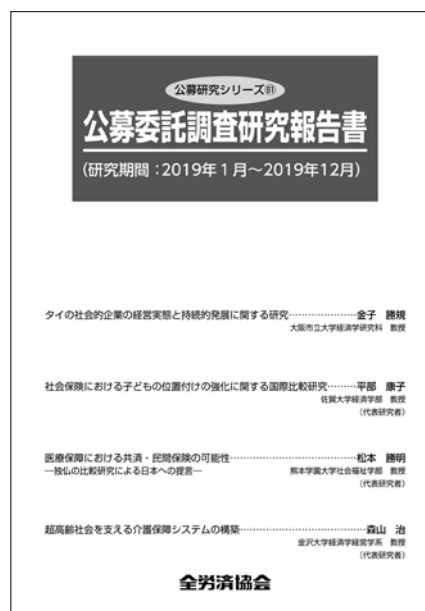 公募研究シリーズ㊶
公募委託調査研究報告書
(研究期間：2019年1月～2019年12月)
タイの社会的企業の経営実態と持続的発展に関する研究……………………金子 勝規
大阪市立大学経済学研究科 教授
社会保険における子どもの位置付けの強化に関する国際比較研究………平部 康子
佐賀大学経済学部 教授
(代表研究者)
医療保障における共済・民間保険の可能性………………………………………松本 勝明
―独仏の比較研究による日本への提言―
熊本学園大学社会福祉学部 教授
(代表研究者)
超高齢社会を支える介護保障システムの構築……………………………………森山 治
金沢大学経済学経営学系 教授
(代表研究者)
全労済協会